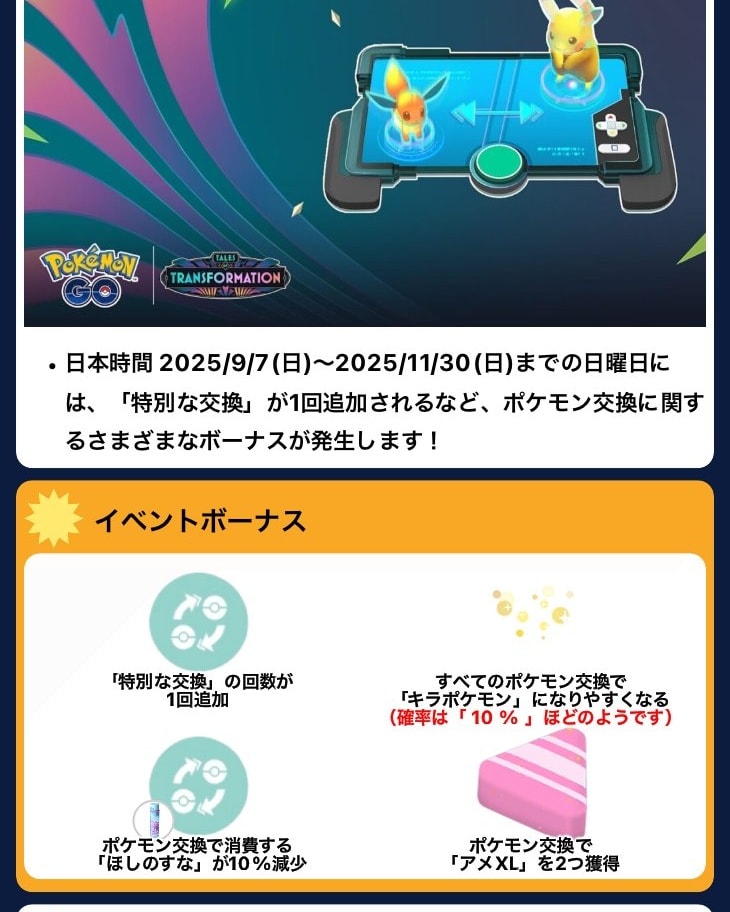 Pokémon
GO
TALES
TRANSFORMATION
• 日本時間 2025/9/7(日)〜2025/11/30(日)までの日曜日に
は、「特別な交換」が1回追加されるなど、ポケモン交換に関す
るさまざまなボーナスが発生します！
イベントボーナス
「特別な交換」の回数が
1回追加
すべてのポケモン交換で
「キラポケモン」になりやすくなる
（確率は「 10 % 」ほどのようです）
ポケモン交換で消費する
「ほしのすな」が10%減少
ポケモン交換で
「アメXL」を2つ獲得